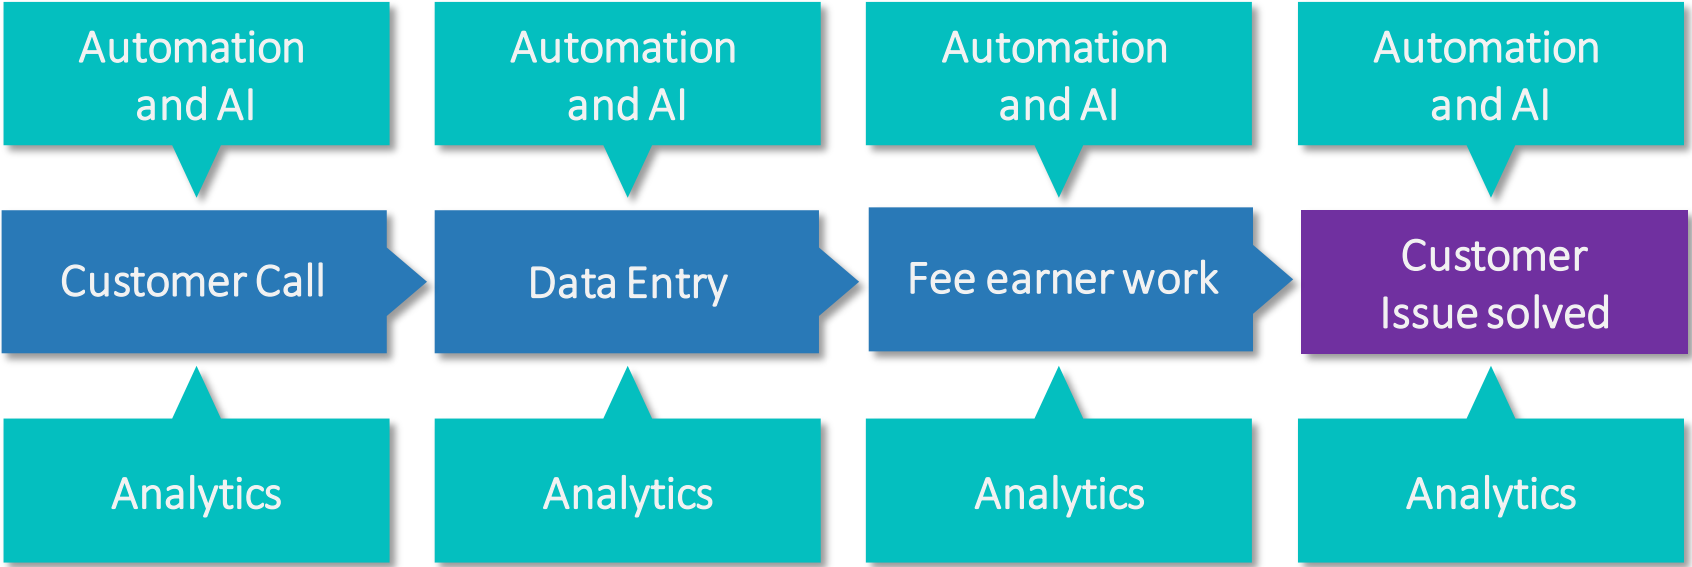 Automation
and AI
Automation
and AI
Automation
and AI
Automation
and AI
Customer Call
Data Entry
Fee earner work
Customer
Issue solved
Analytics
Analytics
Analytics
Analytics